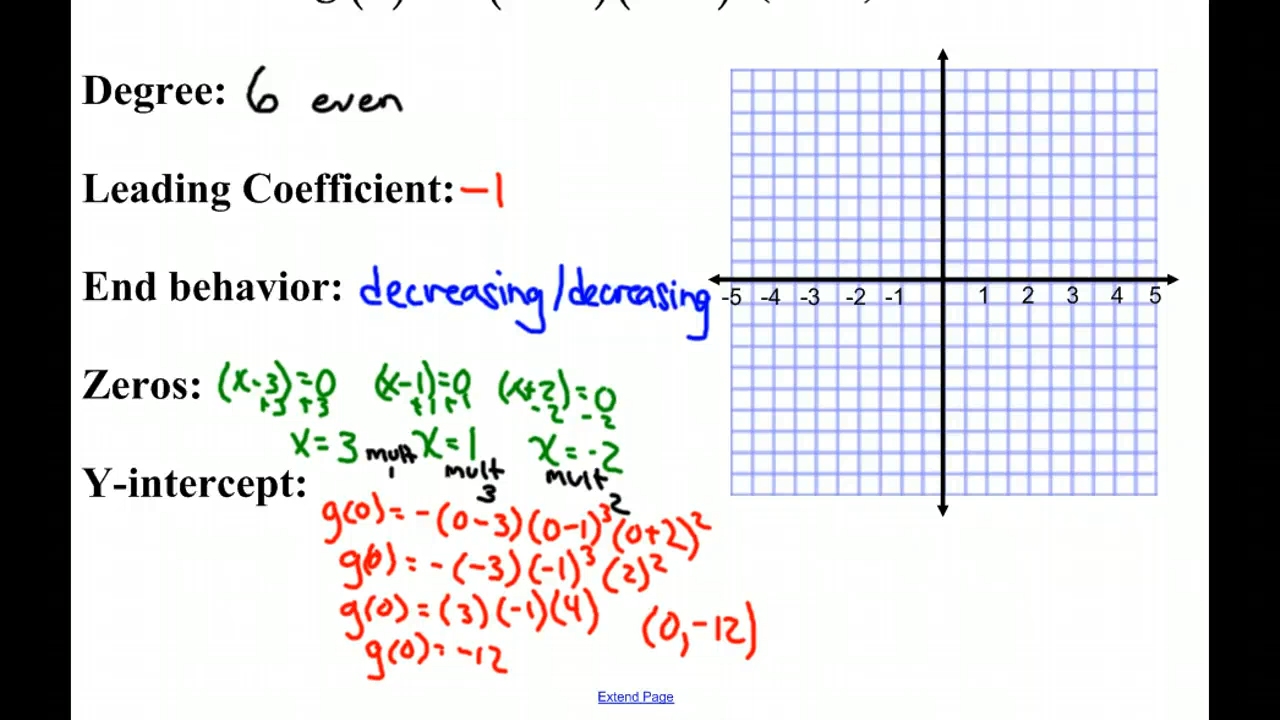 Degree: 6 even
Leading Coefficient: -1
End behavior: decreasing/decreasing
-5 -4 -3 -2 -1 1 2 3 4 5
Zeros: (x-3)=0 (x-1)=0 (x+2)=0
+3 +3 +1 +1 -2 -2
x=3 mult 1 x=1 mult 3 x=-2 mult 2
Y-intercept:
g(0)= -(0-3)(0-1)³(0+2)²
g(0)= -(-3)(-1)³(2)²
g(0)=(3)(-1)(4) (0,-12)
g(0)=-12
Extend Page